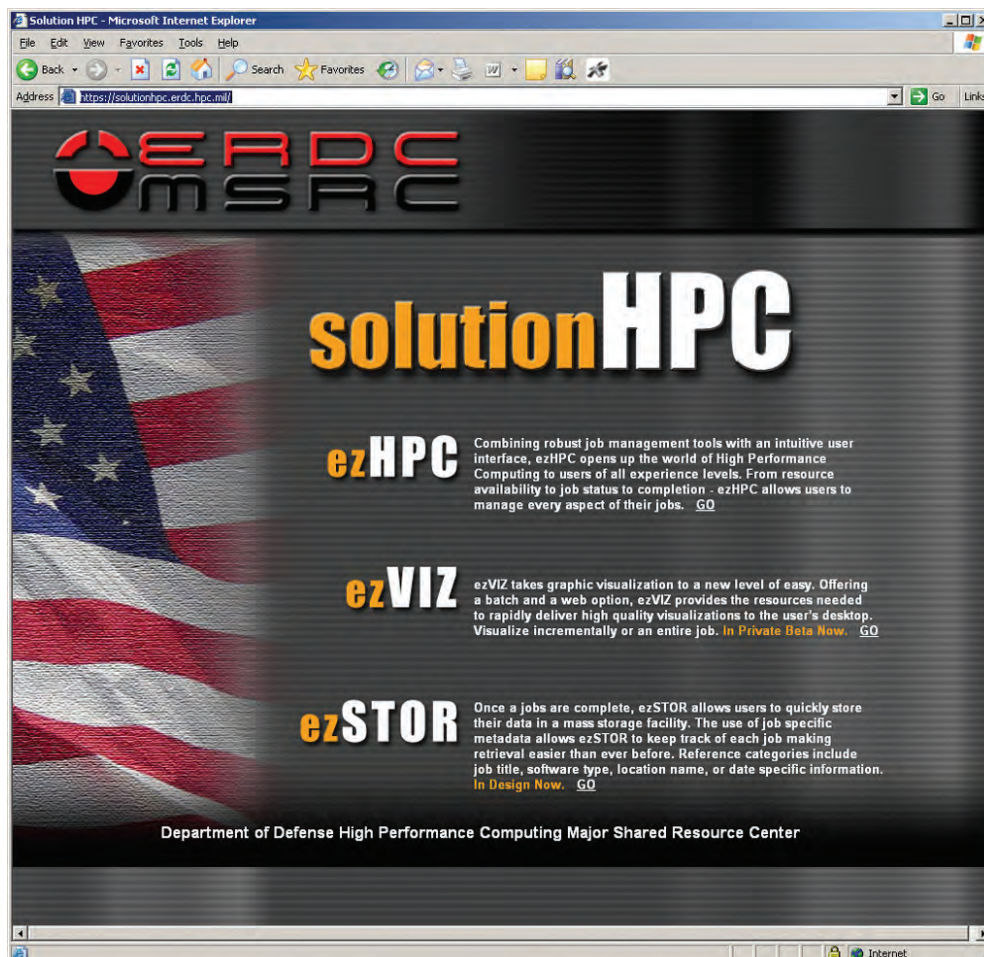 Solution HPC - Microsoft Internet Explorer
File Edit View Favorites Tools Help
Back Search Favorites
Address https://solutionhpc.erdc.hpc.mil/ Go Links
ERDC
MSRC
solutionHPC
ezHPC
Combining robust job management tools with an intuitive user
interface, ezHPC opens up the world of High Performance
Computing to users of all experience levels. From resource
availability to job status to completion - ezHPC allows users to
manage every aspect of their jobs. GO
ezVIZ
ezVIZ takes graphic visualization to a new level of easy. Offering
a batch and a web option, ezVIZ provides the resources needed
to rapidly deliver high quality visualizations to the user's desktop.
Visualize incrementally or an entire job. In Private Beta Now. GO
ezSTOR
Once a jobs are complete, ezSTOR allows users to quickly store
their data in a mass storage facility. The use of job specific
metadata allows ezSTOR to keep track of each job making
retrieval easier than ever before. Reference categories include
job title, software type, location name, or date specific information.
In Design Now. GO
Department of Defense High Performance Computing Major Shared Resource Center
Internet